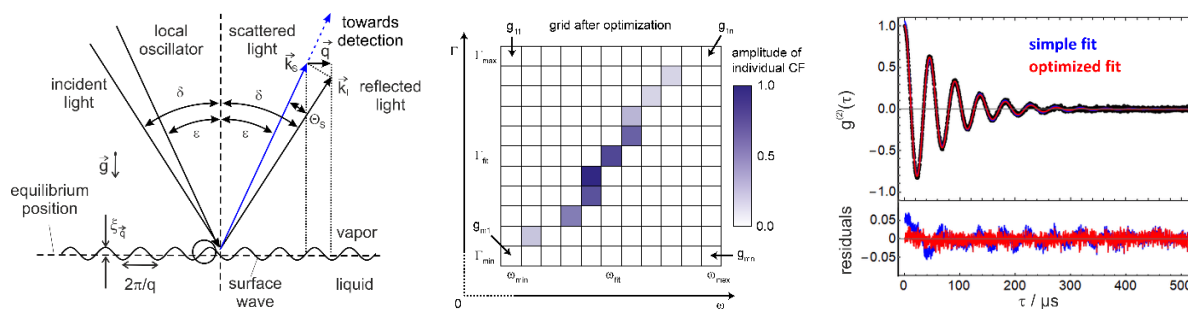 local
oscillator
scattered
light
towards
detection
q
k_S
k_I
incident
light
reflected
light
δ
δ
Θ_S
ε
ε
g
equilibrium
position
ξ_q
vapor
2π/q
surface
wave
liquid
grid after optimization
g_11
g_1n
Γ
Γ_max
Γ_fit
g_m1
Γ_min
g_mn
ω_min
ω_fit
ω_max
0
ω
amplitude of
individual CF
1.0
0.5
0.0
simple fit
optimized fit
g⁽²⁾(τ)
1.0
0.5
0.0
-0.5
-1.0
residuals
0.05
0.00
-0.05
0
100
200
300
400
500
τ / μs